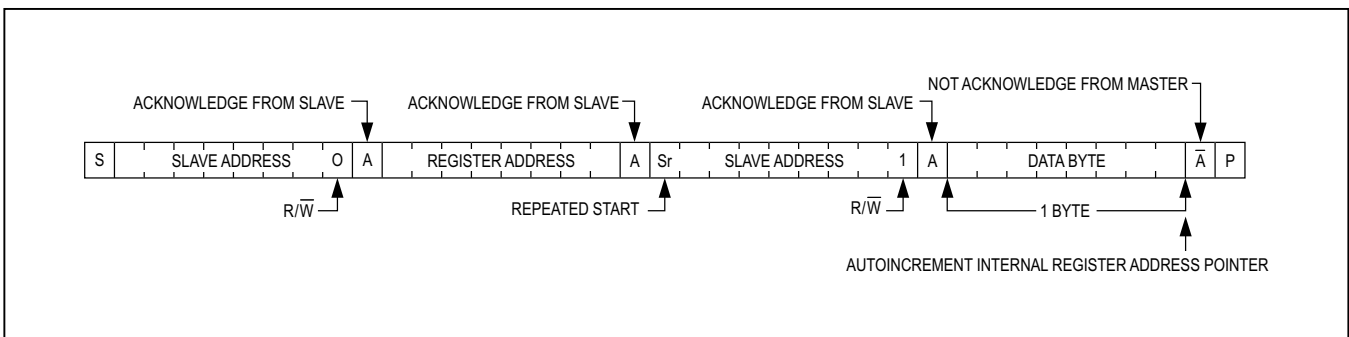 NOT ACKNOWLEDGE FROM MASTER
ACKNOWLEDGE FROM SLAVE ACKNOWLEDGE FROM SLAVE ACKNOWLEDGE FROM SLAVE
S SLAVE ADDRESS O A REGISTER ADDRESS A Sr SLAVE ADDRESS 1 A DATA BYTE A̅ P
R/W̅ REPEATED START R/W̅ 1 BYTE
AUTOINCREMENT INTERNAL REGISTER ADDRESS POINTER